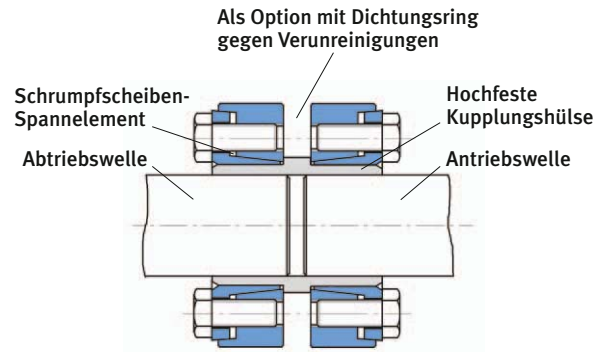 Als Option mit Dichtungsring
gegen Verunreinigungen
Schrumpfscheiben-
Spannelement
Hochfeste
Kupplungshülse
Abtriebswelle
Antriebswelle